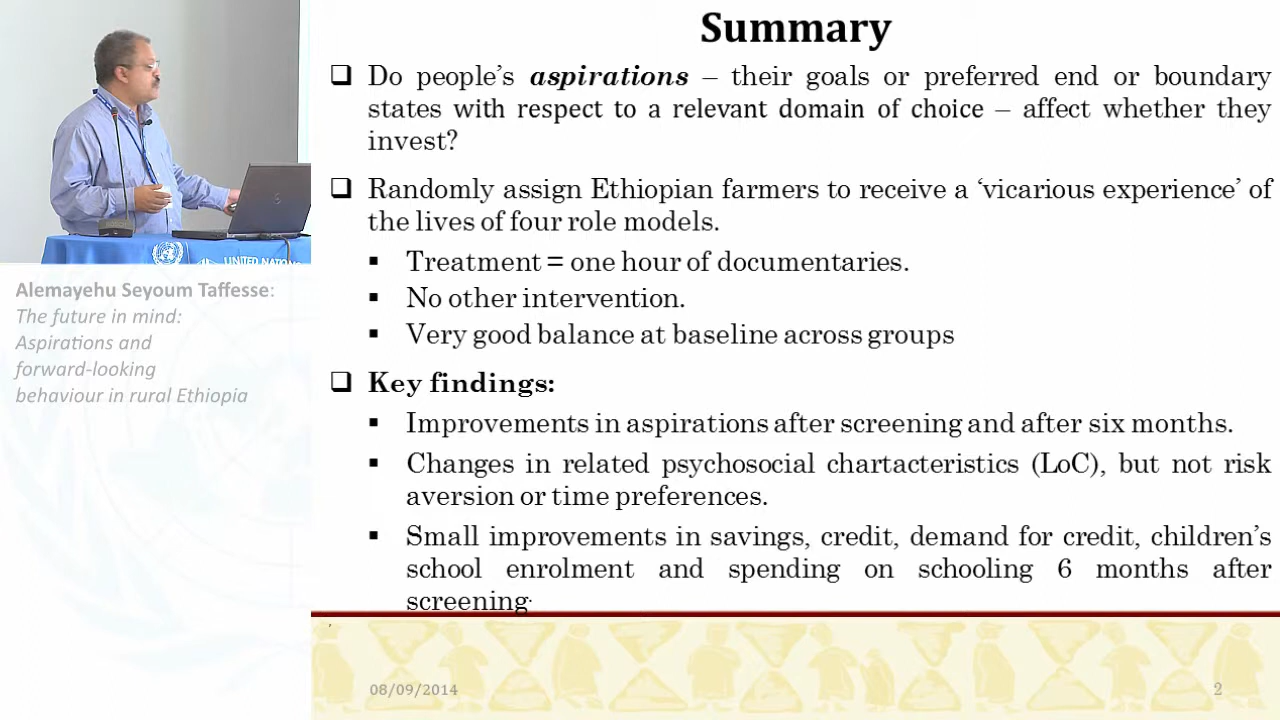 Summary
❑ Do people's aspirations – their goals or preferred end or boundary
states with respect to a relevant domain of choice – affect whether they
invest?
❑ Randomly assign Ethiopian farmers to receive a ‘vicarious experience’ of
the lives of four role models.
▪ Treatment = one hour of documentaries.
▪ No other intervention.
▪ Very good balance at baseline across groups
❑ Key findings:
▪ Improvements in aspirations after screening and after six months.
▪ Changes in related psychosocial chartacteristics (LoC), but not risk
aversion or time preferences.
▪ Small improvements in savings, credit, demand for credit, children’s
school enrolment and spending on schooling 6 months after
screening.
08/09/2014
2
UNITED NATIONS
Alemayehu Seyoum Taffesse:
The future in mind:
Aspirations and
forward-looking
behaviour in rural Ethiopia